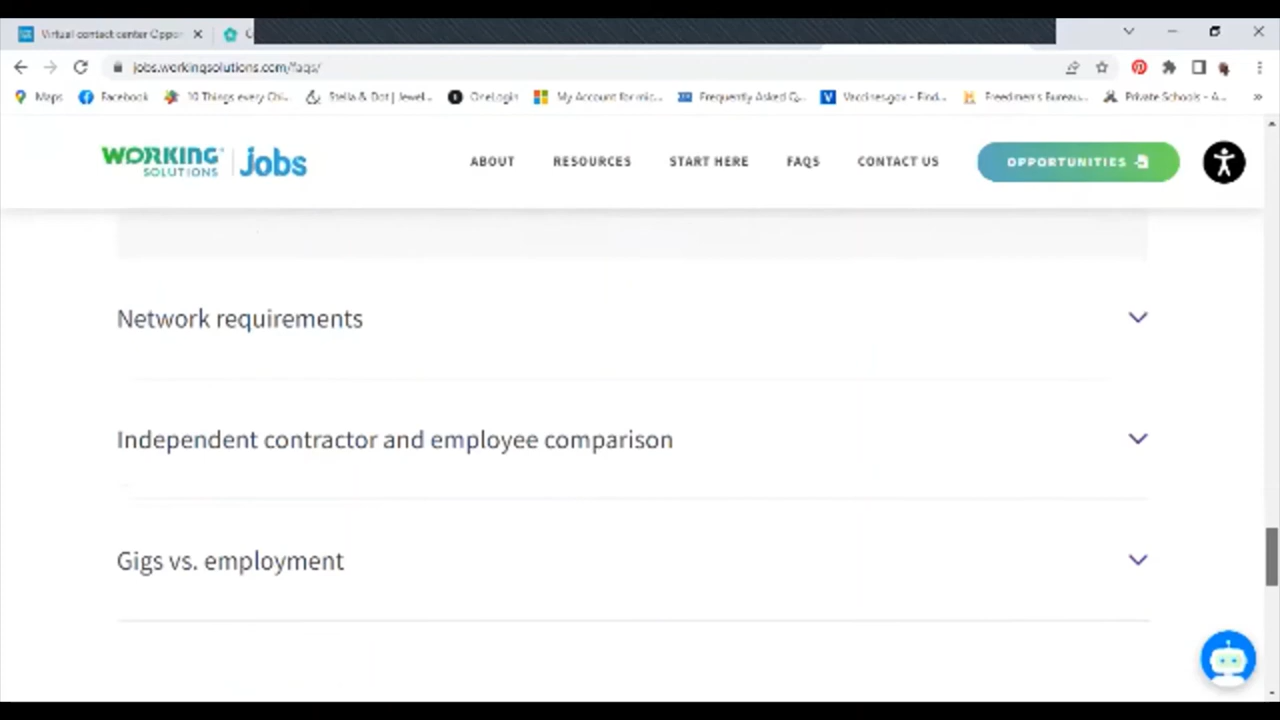 Virtual contact center Oppor
jobs.workingsolutions.com/faqs/
Maps Facebook 10 Things every Chi... Stella & Dot | Jewel... OneLogin My Account for mic... Frequently Asked Q... Vaccines.gov - Find... Freedmen's Bureau... Private Schools - A... »
WORKING SOLUTIONS jobs
ABOUT RESOURCES START HERE FAQS CONTACT US OPPORTUNITIES
Network requirements
Independent contractor and employee comparison
Gigs vs. employment